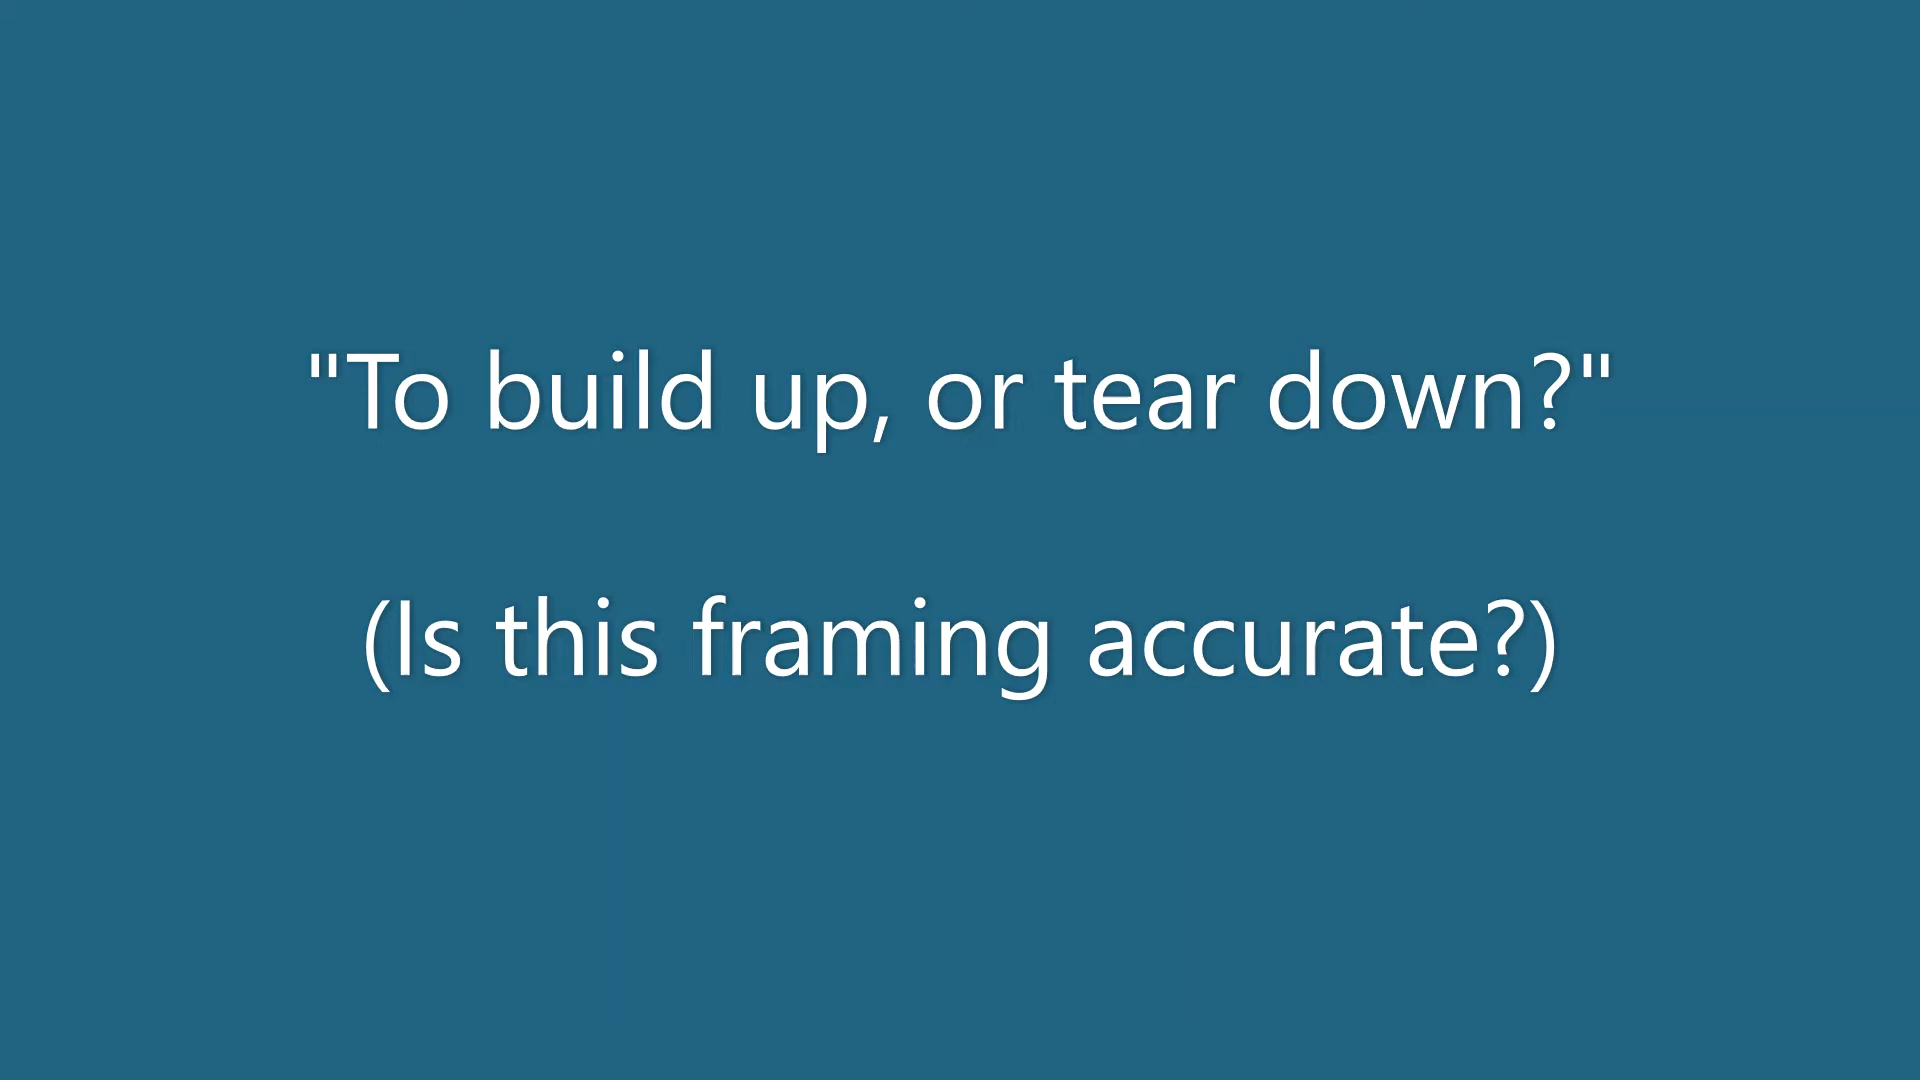 "To build up, or tear down?"
(Is this framing accurate?)